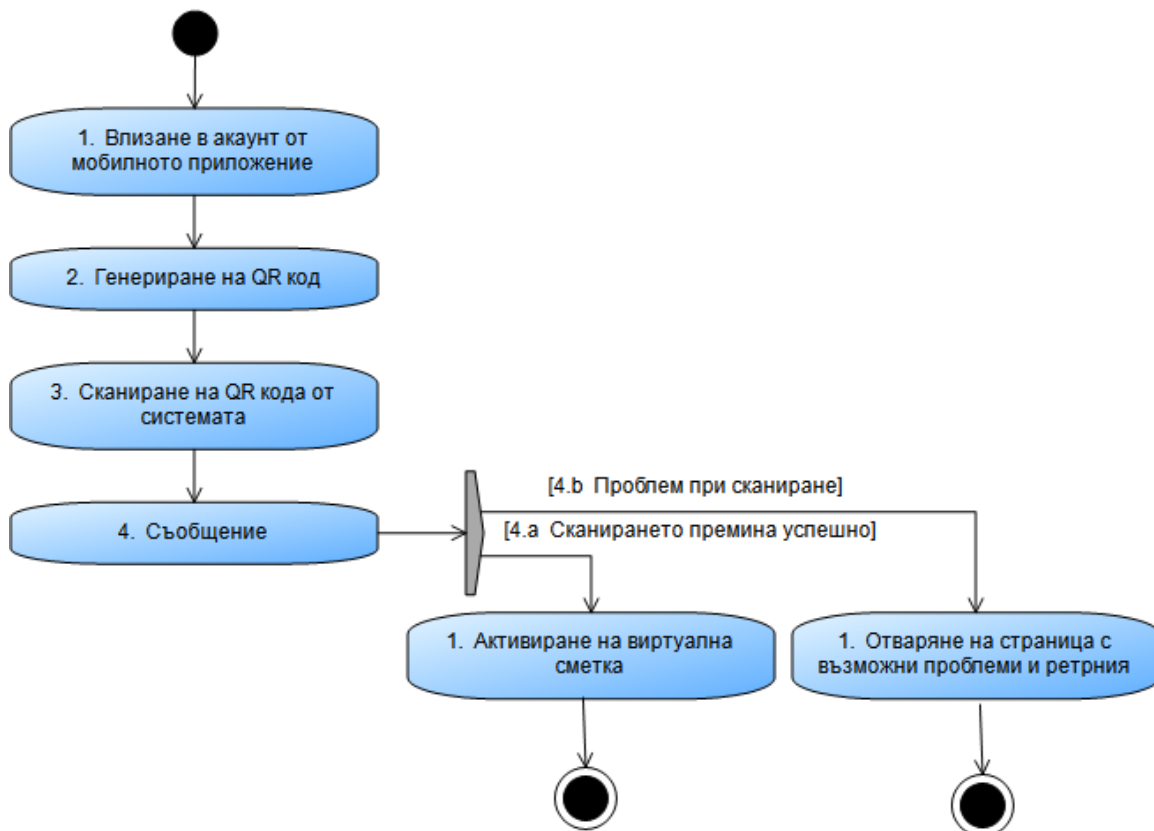 1. Влизане в акаунт от
мобилното приложение
2. Генериране на QR код
3. Сканиране на QR кода от
системата
4. Съобщение
[4.b Проблем при сканиране]
[4.a Сканирането премина успешно]
1. Активиране на виртуална
сметка
1. Отваряне на страница с
възможни проблеми и ретрния